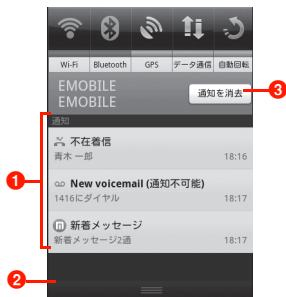 Wi-Fi Bluetooth GPS データ通信 自動回転
EMOBILE
EMOBILE
通知を消去
3
通知
不在着信
青木 一郎 18:16
1
New voicemail (通知不可能)
1416にダイヤル 18:17
n 新着メッセージ
新着メッセージ2通 18:17
2